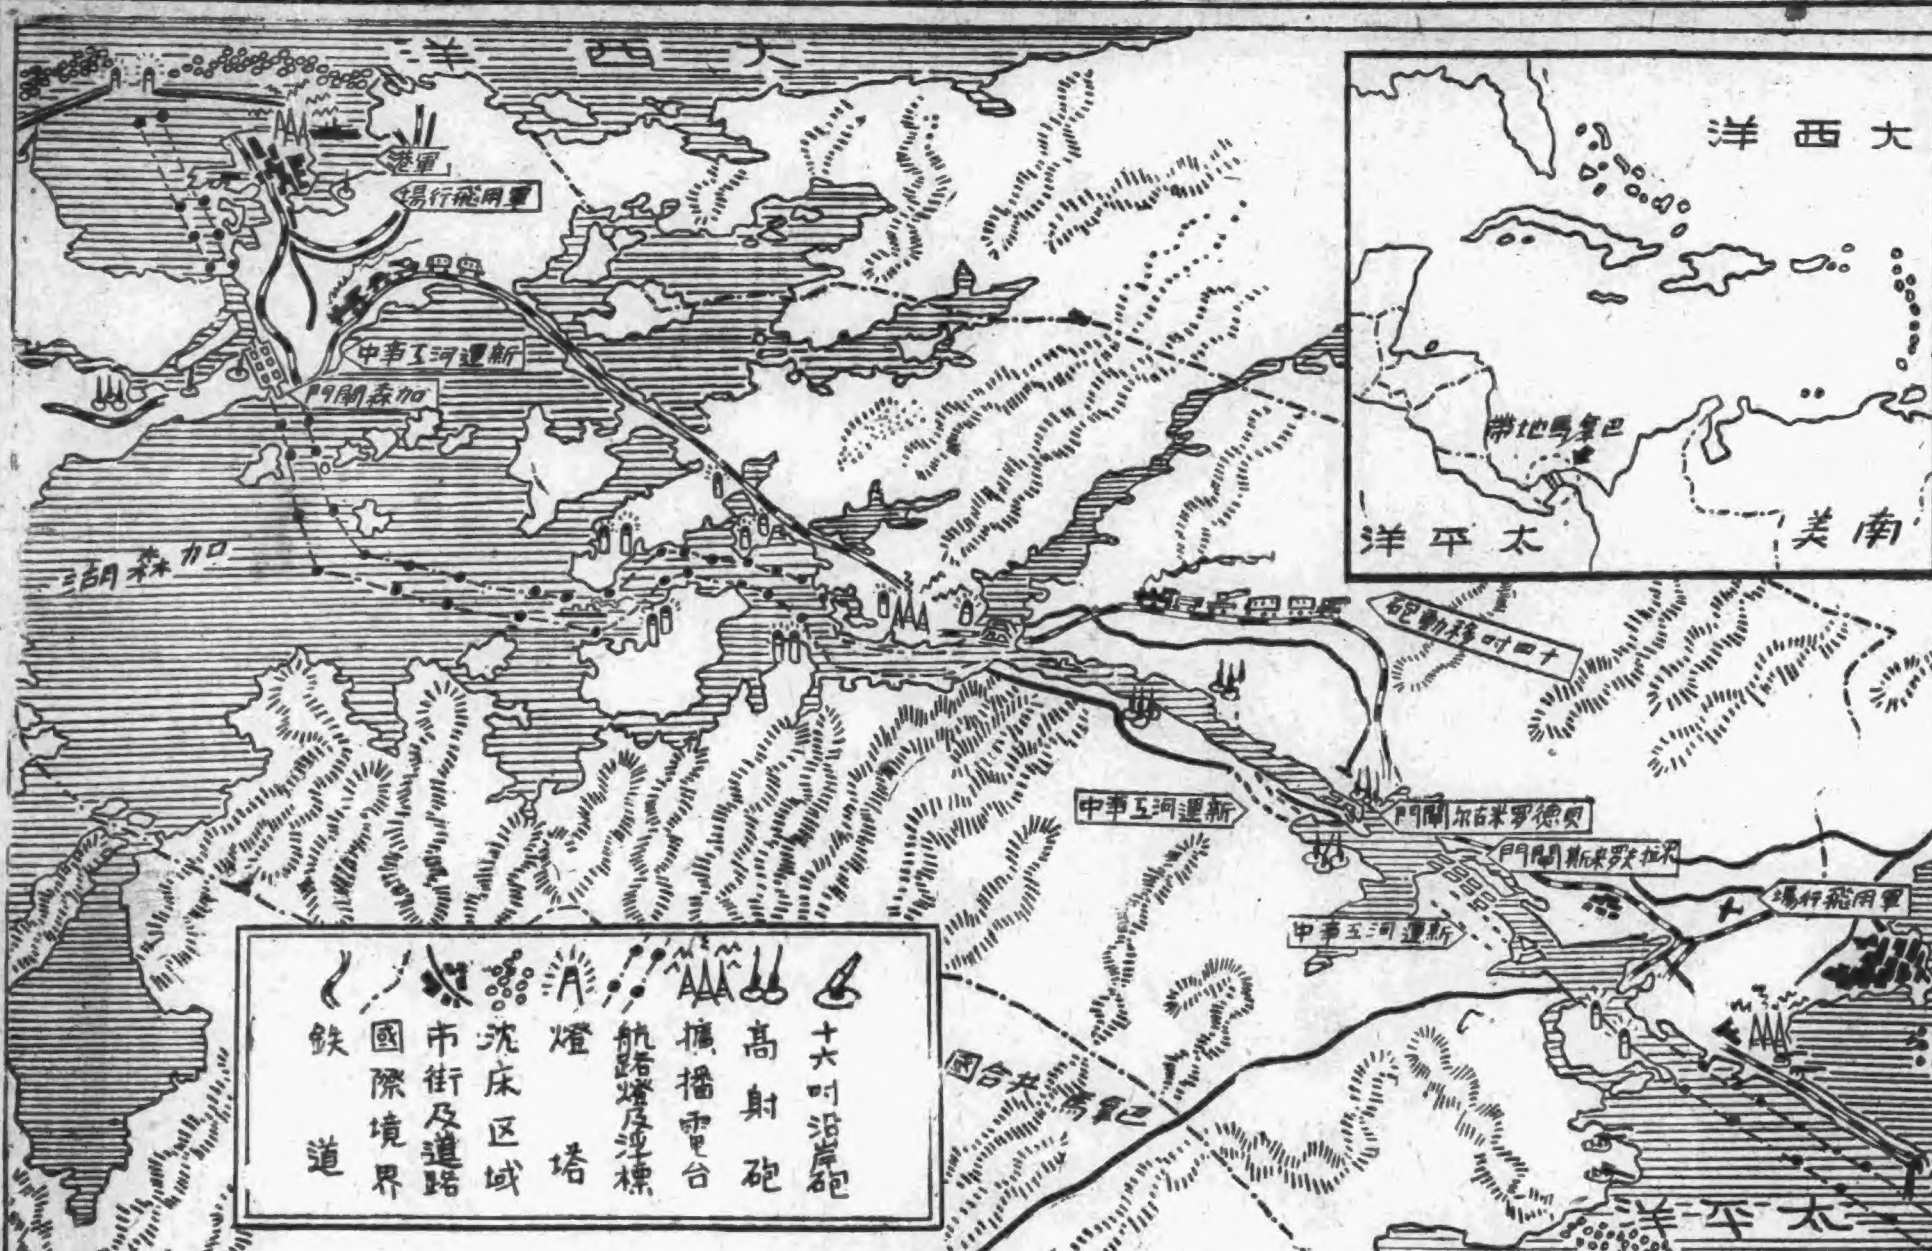 大西洋
軍港
軍用飛行場
新運河工事中
加森閘門
加森湖
大西洋
巴拿馬地帶
太平洋
南美
十四吋移動砲
新運河工事中
貝德罗米古尔閘門
米拉夫罗來斯閘門
軍用飛行場
新運河工事中
巴拿馬共合國
太平洋
十六吋沿岸砲
高射砲
擴播電台
航路燈及浮標
燈塔
沈床区域
市街及道路
國際境界
鉄道